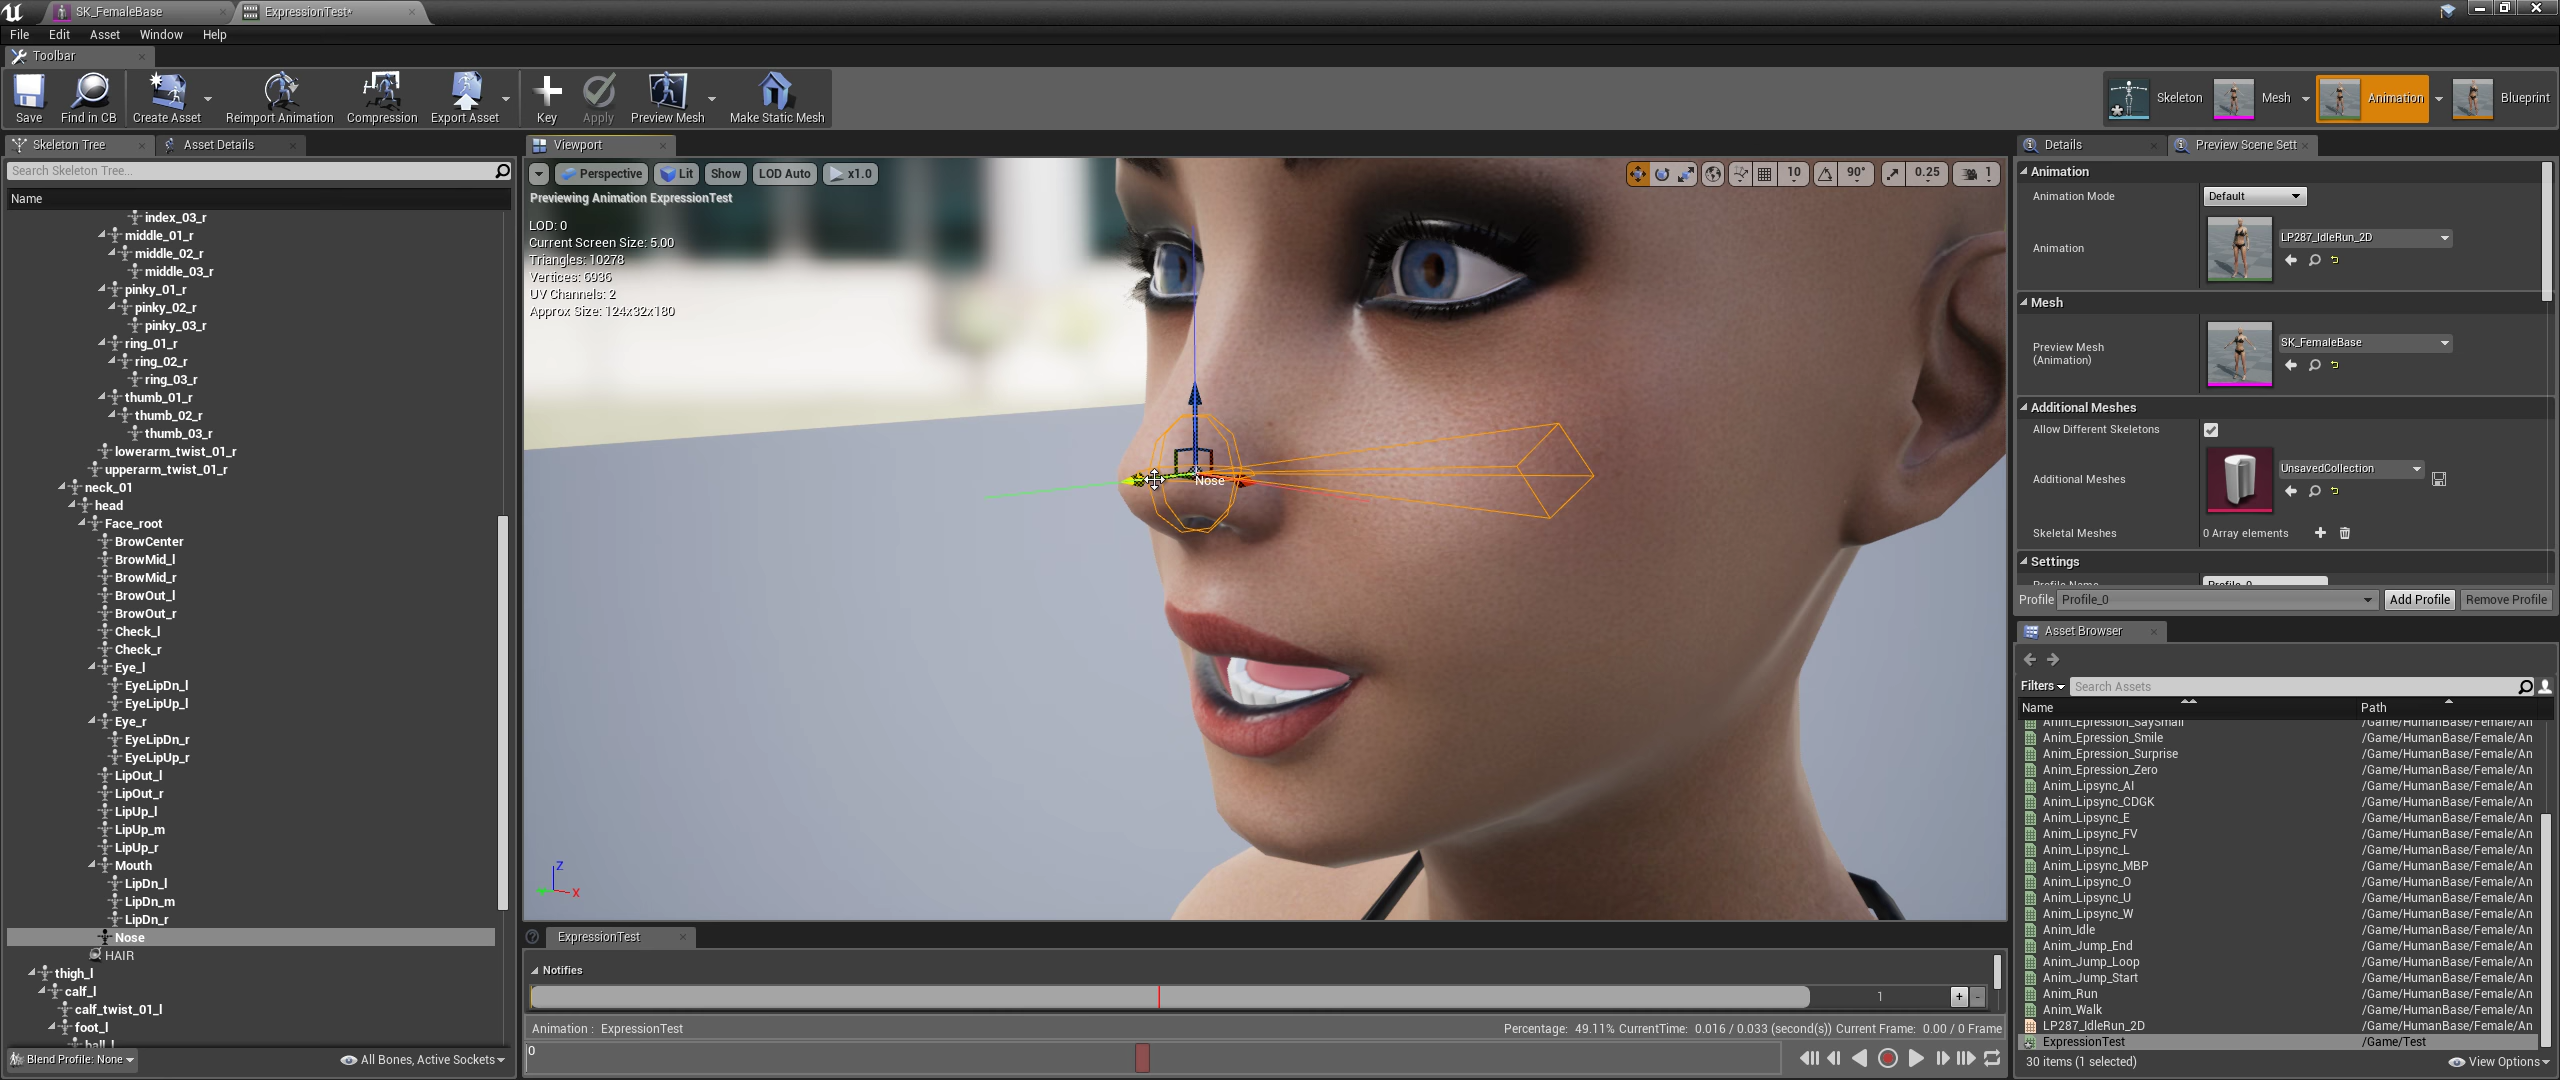 SK_FemaleBase
ExpressionTest*
File Edit Asset Window Help
Toolbar
Save
Find in CB
Create Asset
Reimport Animation
Compression
Export Asset
Key
Apply
Preview Mesh
Make Static Mesh
Skeleton
Mesh
Animation
Blueprint
Skeleton Tree
Asset Details
Search Skeleton Tree...
Name
index_03_r
middle_01_r
middle_02_r
middle_03_r
pinky_01_r
pinky_02_r
pinky_03_r
ring_01_r
ring_02_r
ring_03_r
thumb_01_r
thumb_02_r
thumb_03_r
lowerarm_twist_01_r
upperarm_twist_01_r
neck_01
head
Face_root
BrowCenter
BrowMid_l
BrowMid_r
BrowOut_l
BrowOut_r
Check_l
Check_r
Eye_l
EyeLipDn_l
EyeLipUp_l
Eye_r
EyeLipDn_r
EyeLipUp_r
LipOut_l
LipOut_r
LipUp_l
LipUp_m
LipUp_r
Mouth
LipDn_l
LipDn_m
LipDn_r
Nose
HAIR
thigh_l
calf_l
calf_twist_01_l
foot_l
ball_l
Blend Profile: None
All Bones, Active Sockets
Viewport
Perspective Lit Show LOD Auto x1.0
10 90° 0.25 1
Previewing Animation ExpressionTest
LOD: 0
Current Screen Size: 5.00
Triangles: 10278
Vertices: 6936
UV Channels: 2
Approx Size: 124x32x180
Nose
Z
X
ExpressionTest
Notifies
1
+ -
Animation : ExpressionTest
Percentage: 49.11% CurrentTime: 0.016 / 0.033 (second(s)) Current Frame: 0.00 / 0 Frame
0
Details
Preview Scene Sett
Animation
Animation Mode
Default
Animation
LP287_IdleRun_2D
Mesh
Preview Mesh
(Animation)
SK_FemaleBase
Additional Meshes
Allow Different Skeletons
Additional Meshes
UnsavedCollection
Skeletal Meshes
0 Array elements
Settings
Profile Name
Profile_0
Profile
Profile_0
Add Profile
Remove Profile
Asset Browser
Filters
Search Assets
Name Path
Anim_Epression_SaySmall /Game/HumanBase/Female/An
Anim_Epression_Smile /Game/HumanBase/Female/An
Anim_Epression_Surprise /Game/HumanBase/Female/An
Anim_Epression_Zero /Game/HumanBase/Female/An
Anim_Lipsync_AI /Game/HumanBase/Female/An
Anim_Lipsync_CDGK /Game/HumanBase/Female/An
Anim_Lipsync_E /Game/HumanBase/Female/An
Anim_Lipsync_FV /Game/HumanBase/Female/An
Anim_Lipsync_L /Game/HumanBase/Female/An
Anim_Lipsync_MBP /Game/HumanBase/Female/An
Anim_Lipsync_O /Game/HumanBase/Female/An
Anim_Lipsync_U /Game/HumanBase/Female/An
Anim_Lipsync_W /Game/HumanBase/Female/An
Anim_Idle /Game/HumanBase/Female/An
Anim_Jump_End /Game/HumanBase/Female/An
Anim_Jump_Loop /Game/HumanBase/Female/An
Anim_Jump_Start /Game/HumanBase/Female/An
Anim_Run /Game/HumanBase/Female/An
Anim_Walk /Game/HumanBase/Female/An
LP287_IdleRun_2D /Game/HumanBase/Female/An
ExpressionTest /Game/Test
30 items (1 selected)
View Options